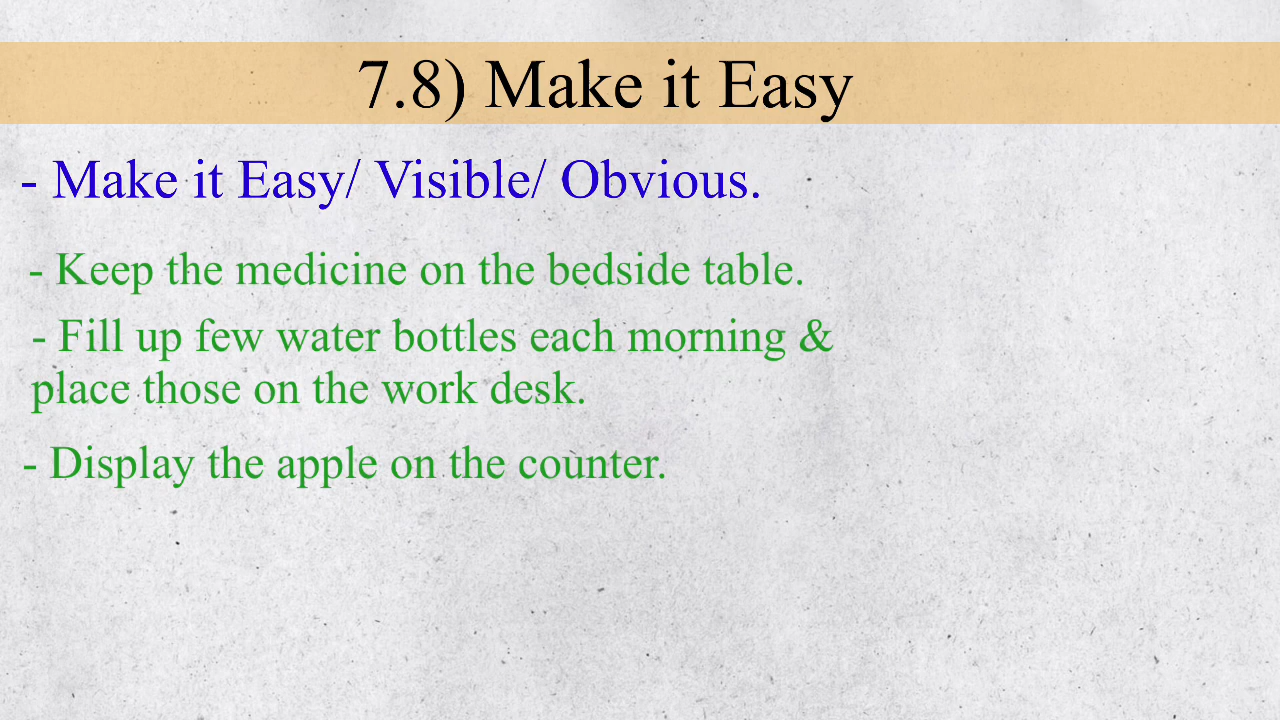 7.8) Make it Easy
- Make it Easy/ Visible/ Obvious.
- Keep the medicine on the bedside table.
- Fill up few water bottles each morning &
place those on the work desk.
- Display the apple on the counter.